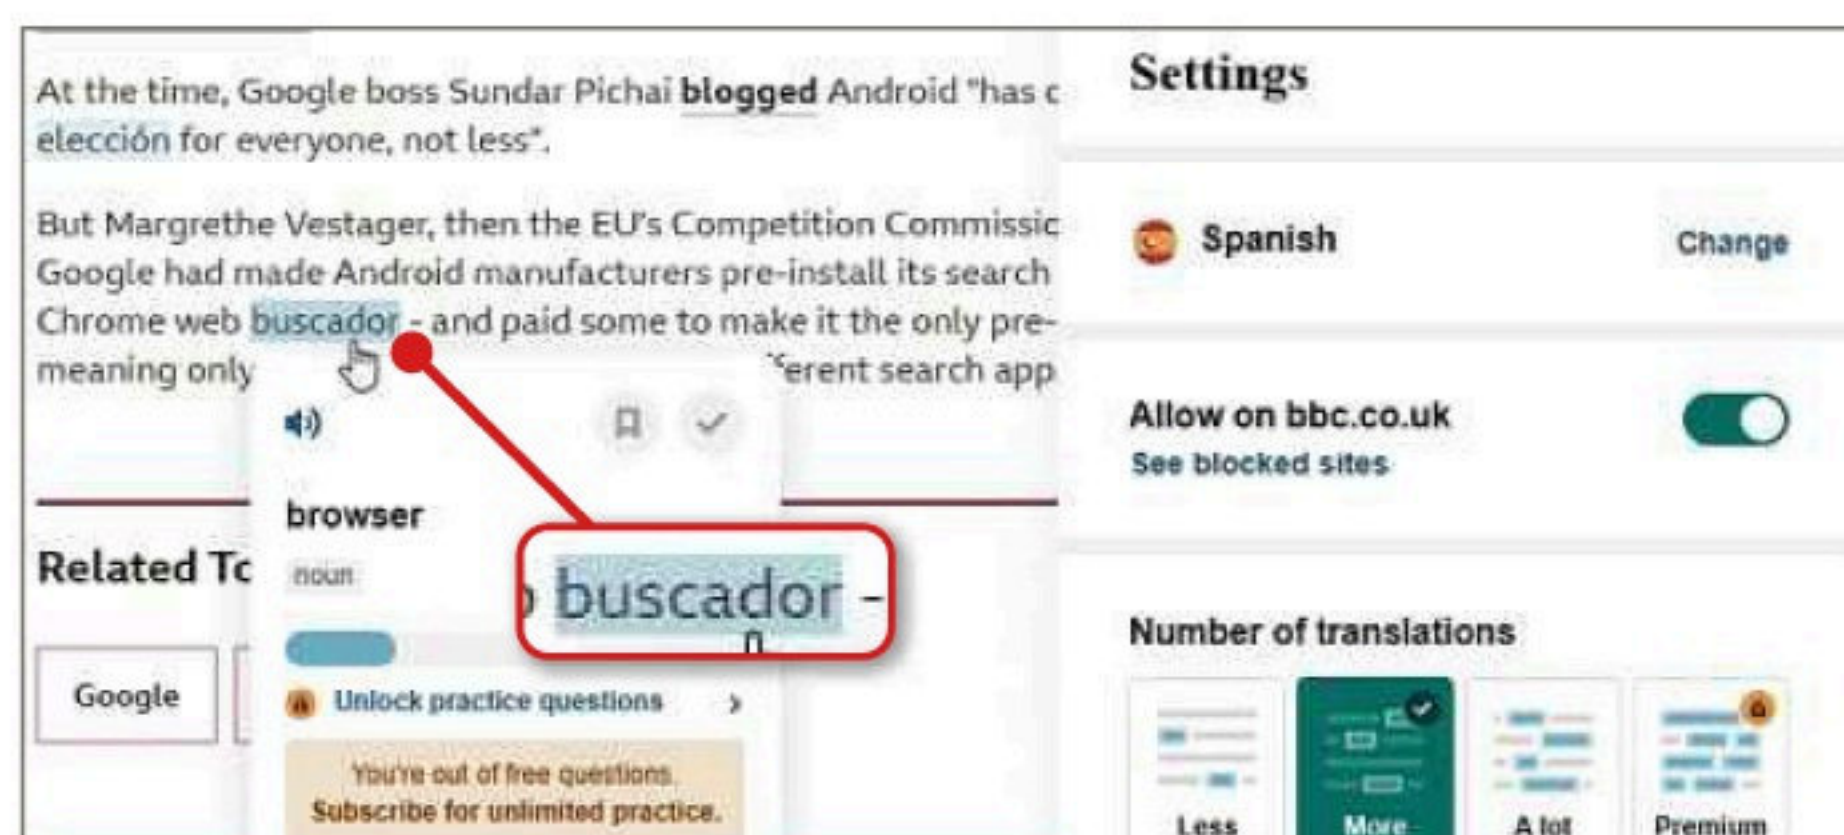 At the time, Google boss Sundar Pichai blogged Android "has c
elección for everyone, not less".
But Margrethe Vestager, then the EU's Competition Commissic
Google had made Android manufacturers pre-install its search
Chrome web buscador - and paid some to make it the only pre-
meaning only erent search app
browser
noun
buscador -
Unlock practice questions >
You're out of free questions.
Subscribe for unlimited practice.
Related To
Google
Settings
Spanish Change
Allow on bbc.co.uk
See blocked sites
Number of translations
Less More A lot Premium